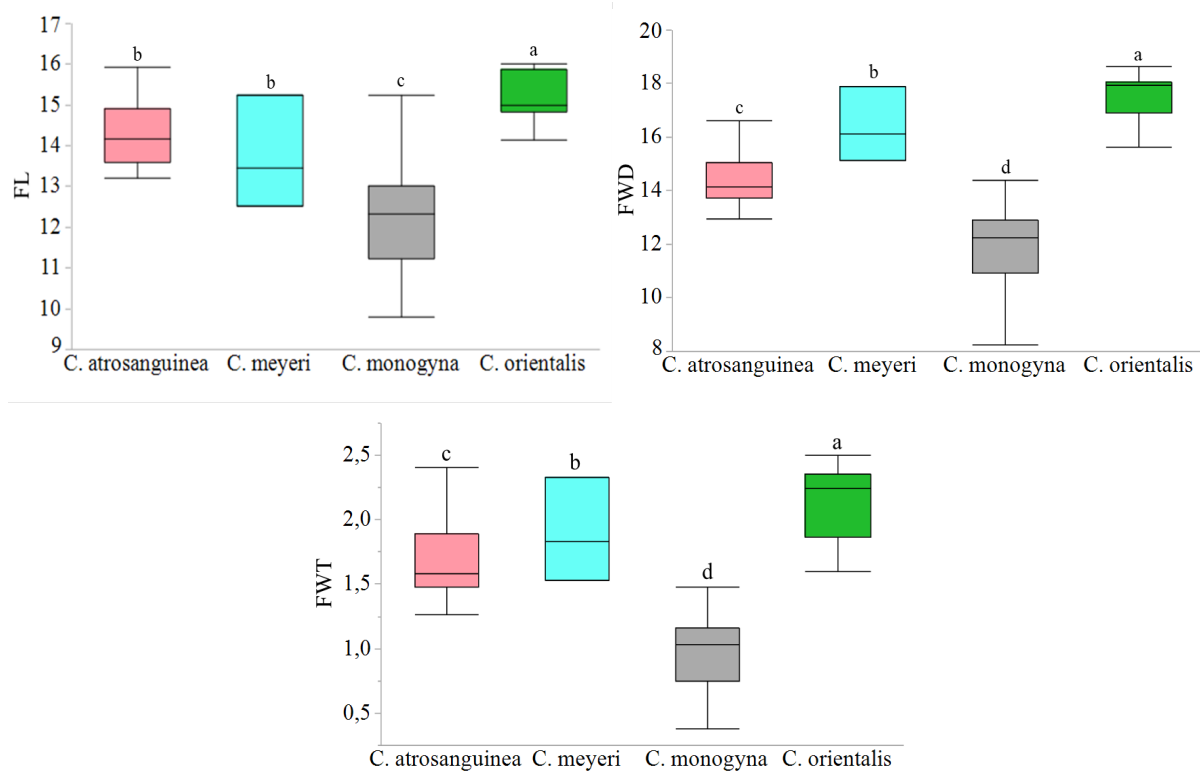 FL
17
16
15
14
13
12
11
10
9
b
b
c
a
C. atrosanguinea C. meyeri C. monogyna C. orientalis
FWD
20
18
16
14
12
10
8
c
b
d
a
C. atrosanguinea C. meyeri C. monogyna C. orientalis
FWT
2,5
2,0
1,5
1,0
0,5
c
b
d
a
C. atrosanguinea C. meyeri C. monogyna C. orientalis